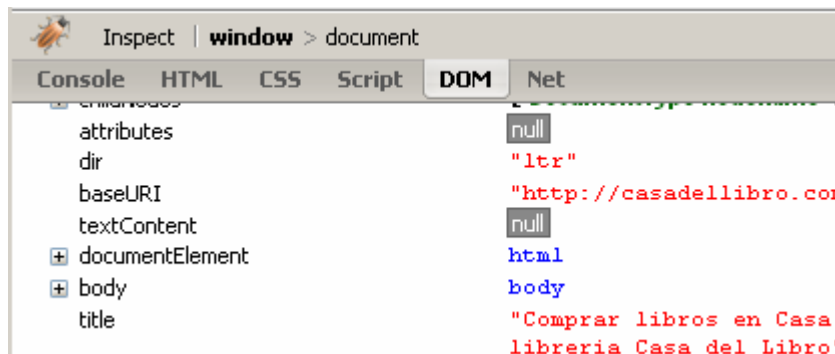 Inspect | window > document
Console HTML CSS Script DOM Net
attributes null
dir "ltr"
baseURI "http://casadellibro.co
textContent null
documentElement html
body body
title "Comprar libros en Casa
libreria Casa del Libro